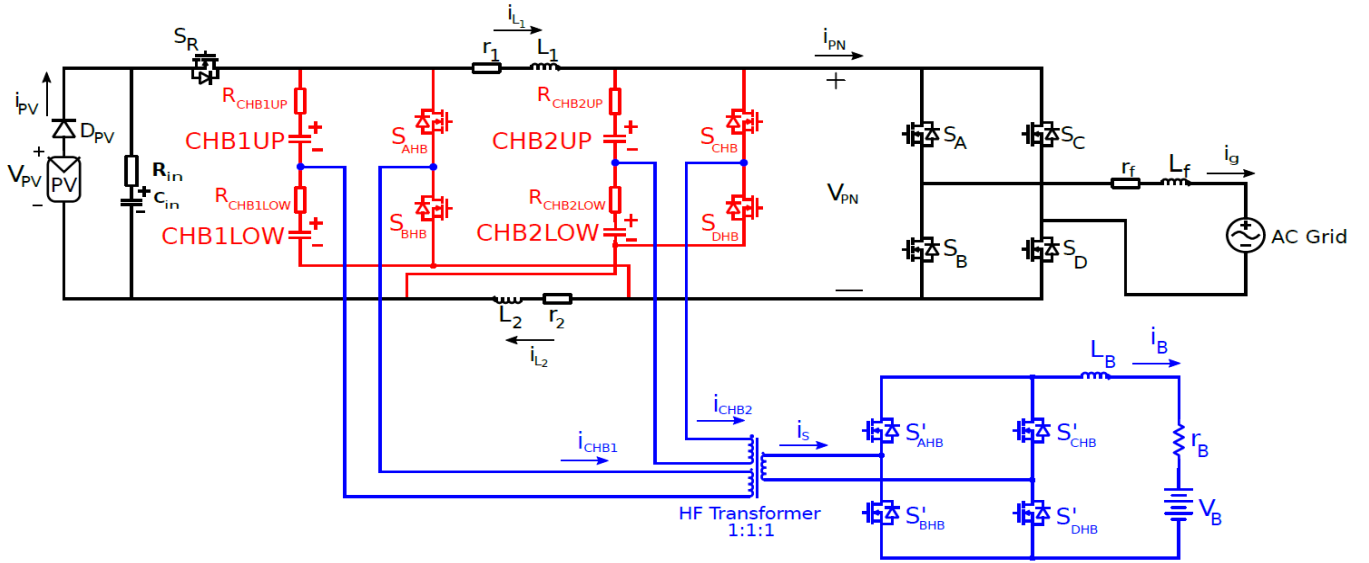 S_R
r_1
i_L1
L_1
i_PN
i_PV
D_PV
V_PV
+
−
PV
R_in
C_in
+
-
R_CHB1UP
CHB1UP
+
−
S_AHB
R_CHB1LOW
CHB1LOW
+
−
S_BHB
R_CHB2UP
CHB2UP
+
−
S_CHB
R_CHB2LOW
CHB2LOW
+
−
S_DHB
+
V_PN
—
S_A
S_C
S_B
S_D
r_f
L_f
i_g
+
−
AC Grid
L_2
r_2
i_L2
i_CHB2
i_CHB1
i_S
HF Transformer
1:1:1
L_B
i_B
S'_AHB
S'_CHB
S'_BHB
S'_DHB
r_B
V_B